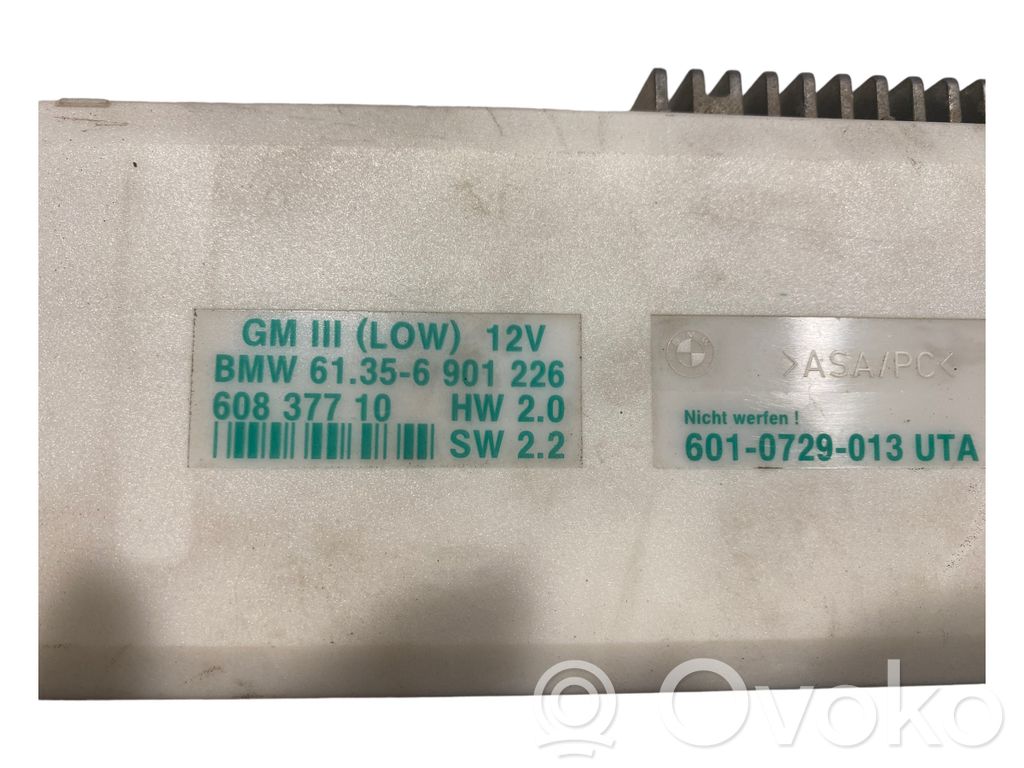 GM III (LOW) 12V
BMW 61.35-6 901 226
608 377 10 HW 2.0
SW 2.2
>ASA/PC<
Nicht werfen !
601-0729-013 UTA
Ovoko